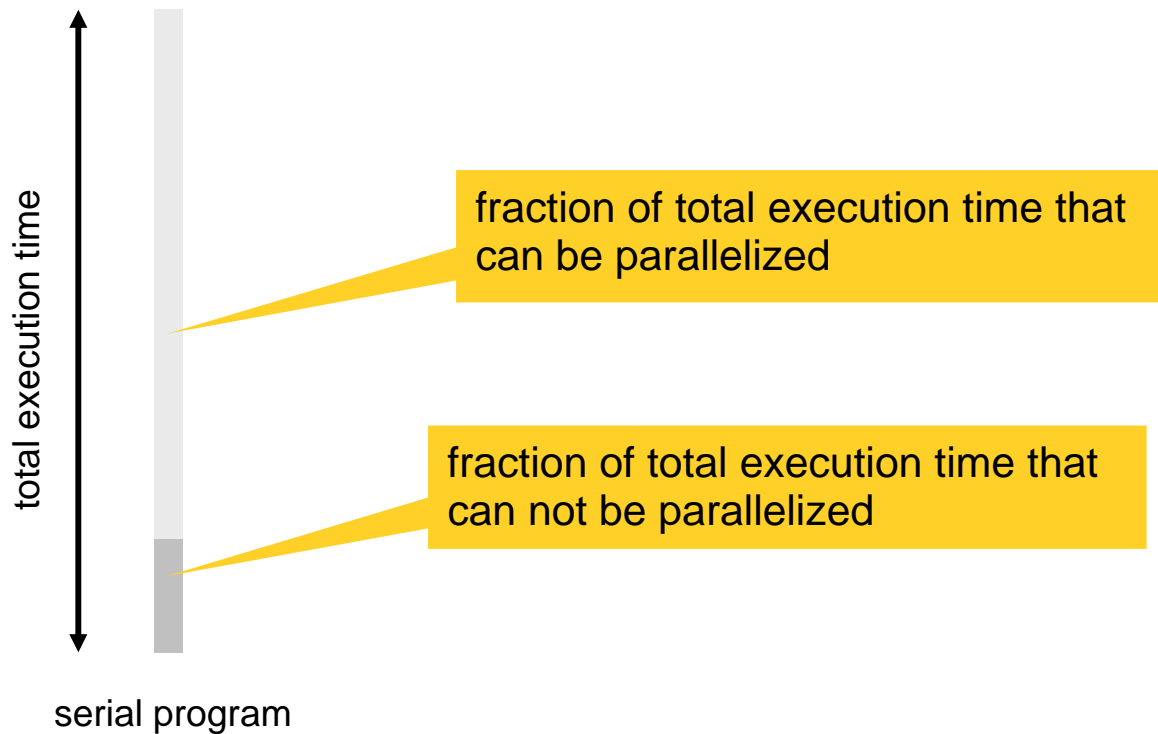 total execution time
fraction of total execution time that
can be parallelized
fraction of total execution time that
can not be parallelized
serial program